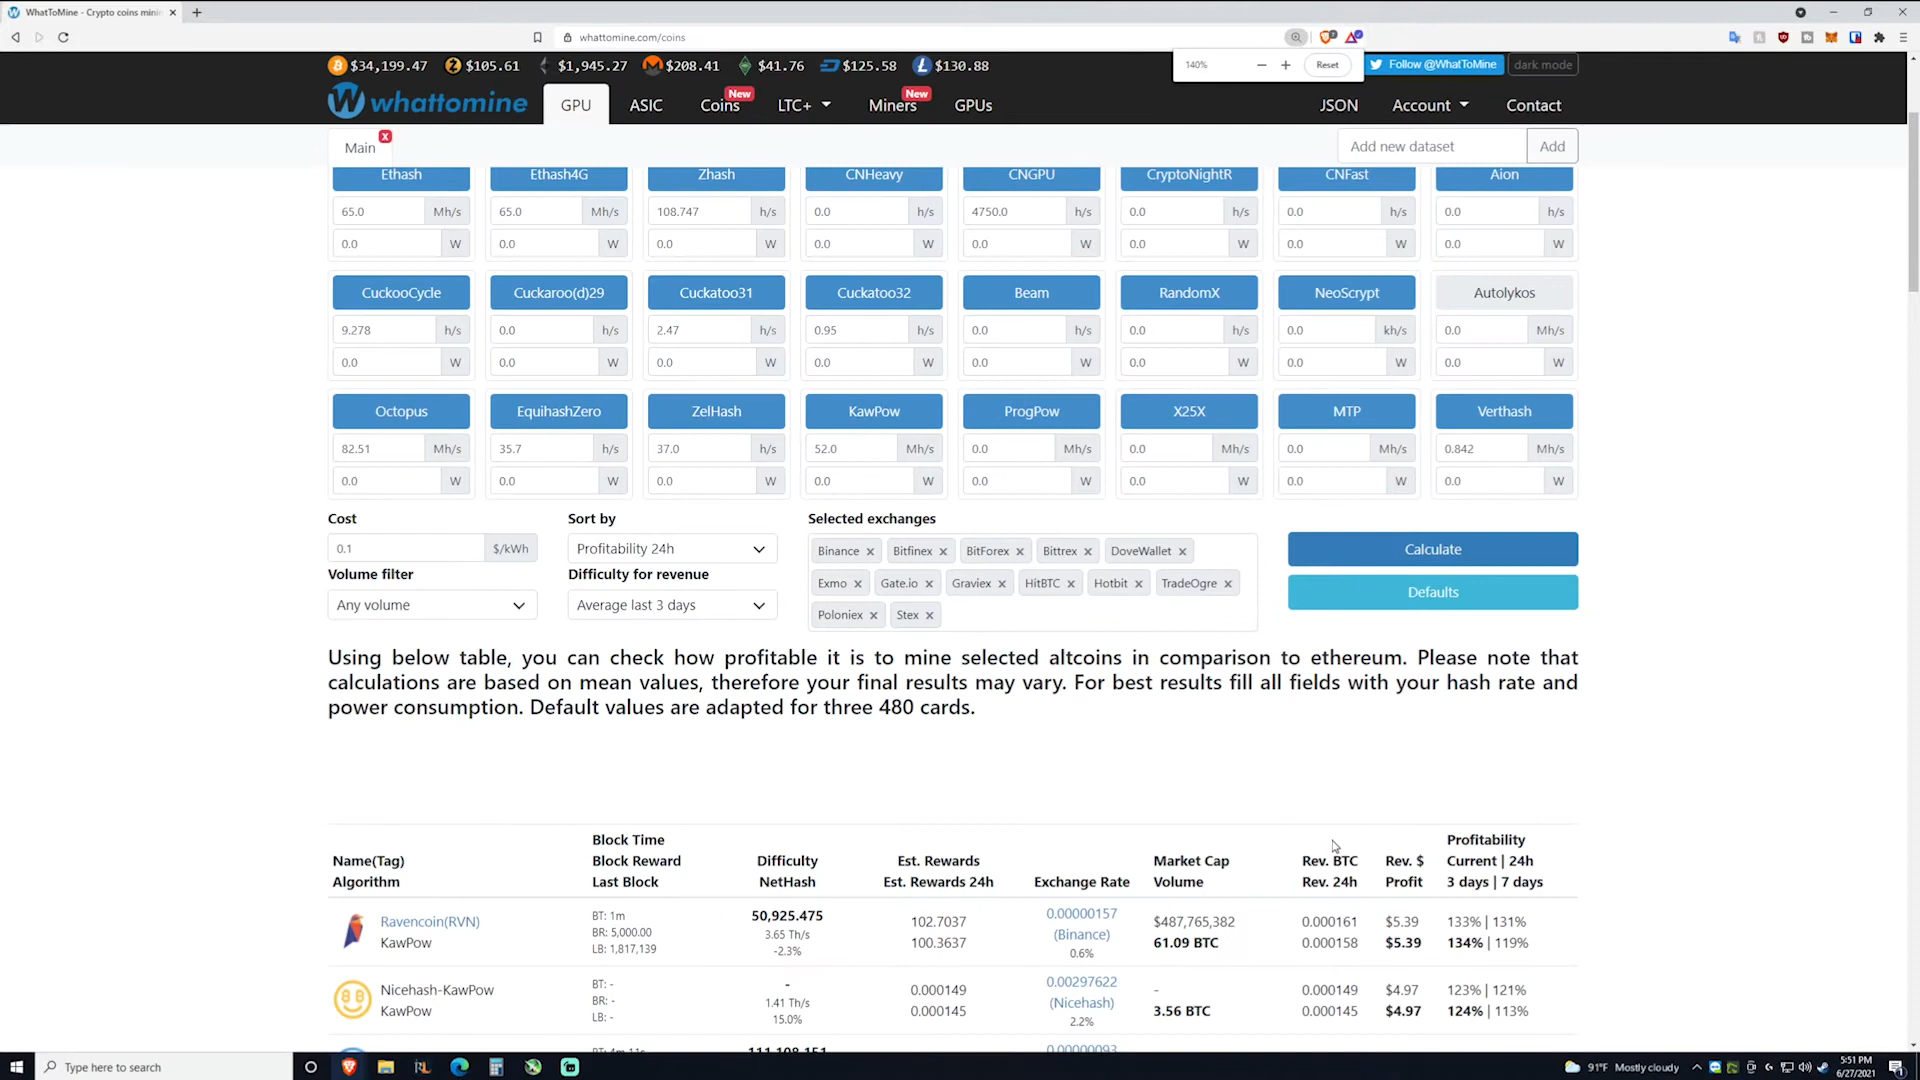 WhatToMine - Crypto coins mini
whattomine.com/coins
$34,199.47 $105.61 $1,945.27 $208.41 $41.76 $125.58 $130.88
140% Reset
Follow @WhatToMine dark mode
whattomine GPU ASIC Coins New LTC+ Miners New GPUs JSON Account Contact
Main x Add new dataset Add
Ethash Ethash4G Zhash CNHeavy CNGPU CryptoNightR CNFast Aion
65.0 Mh/s 65.0 Mh/s 108.747 h/s 0.0 h/s 4750.0 h/s 0.0 h/s 0.0 h/s 0.0 h/s
0.0 W 0.0 W 0.0 W 0.0 W 0.0 W 0.0 W 0.0 W 0.0 W
CuckooCycle Cuckaroo(d)29 Cuckatoo31 Cuckatoo32 Beam RandomX NeoScrypt Autolykos
9.278 h/s 0.0 h/s 2.47 h/s 0.95 h/s 0.0 h/s 0.0 h/s 0.0 kh/s 0.0 Mh/s
0.0 W 0.0 W 0.0 W 0.0 W 0.0 W 0.0 W 0.0 W 0.0 W
Octopus EquihashZero ZelHash KawPow ProgPow X25X MTP Verthash
82.51 Mh/s 35.7 h/s 37.0 h/s 52.0 Mh/s 0.0 Mh/s 0.0 Mh/s 0.0 Mh/s 0.842 Mh/s
0.0 W 0.0 W 0.0 W 0.0 W 0.0 W 0.0 W 0.0 W 0.0 W
Cost Sort by Selected exchanges
0.1 $/kWh Profitability 24h Binance Bitfinex BitForex Bittrex DoveWallet Calculate
Volume filter Difficulty for revenue Exmo Gate.io Graviex HitBTC Hotbit TradeOgre Defaults
Any volume Average last 3 days Poloniex Stex
Using below table, you can check how profitable it is to mine selected altcoins in comparison to ethereum. Please note that
calculations are based on mean values, therefore your final results may vary. For best results fill all fields with your hash rate and
power consumption. Default values are adapted for three 480 cards.
Block Time Profitability
Name(Tag) Block Reward Difficulty Est. Rewards Market Cap Rev. BTC Rev. $ Current | 24h
Algorithm Last Block NetHash Est. Rewards 24h Exchange Rate Volume Rev. 24h Profit 3 days | 7 days
Ravencoin(RVN) BT: 1m 50,925.475 102.7037 0.00000157 $487,765,382 0.000161 $5.39 133% | 131%
KawPow BR: 5,000.00 3.65 Th/s 100.3637 (Binance) 61.09 BTC 0.000158 $5.39 134% | 119%
LB: 1,817,139 -2.3% 0.6%
Nicehash-KawPow BT: - - 0.000149 0.00297622 - 0.000149 $4.97 123% | 121%
KawPow BR: - 1.41 Th/s 0.000145 (Nicehash) 3.56 BTC 0.000145 $4.97 124% | 113%
LB: - 15.0% 2.2%
BT: 4m 11s 111,108.151 0.00000093
Type here to search 91°F Mostly cloudy 5:51 PM
6/27/2021